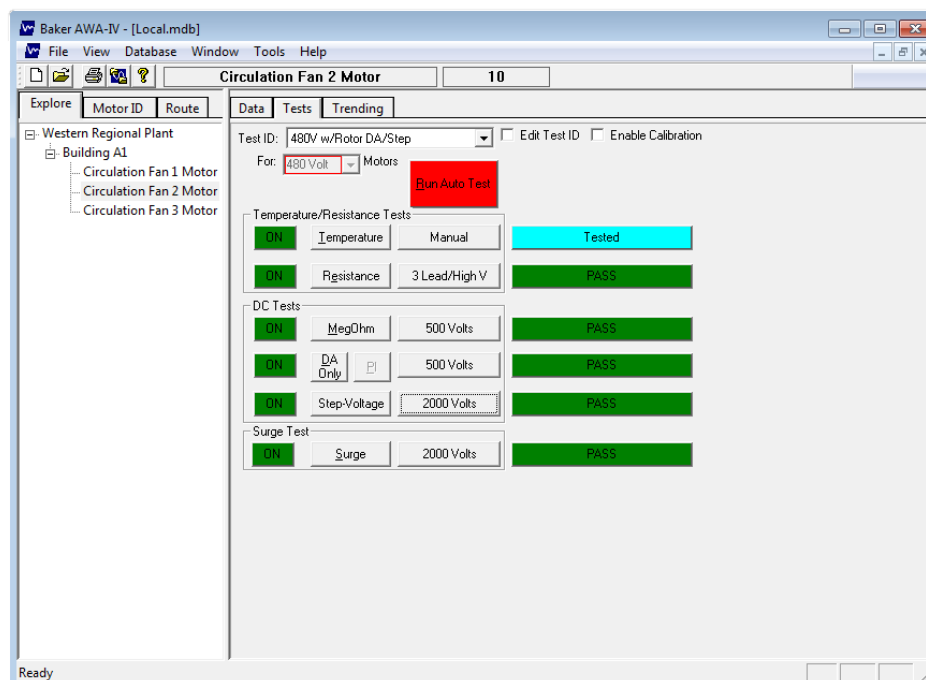 Baker AWA-IV - [Local.mdb]
File View Database Window Tools Help
Circulation Fan 2 Motor 10
Explore Motor ID Route Data Tests Trending
Western Regional Plant
Building A1
Circulation Fan 1 Motor
Circulation Fan 2 Motor
Circulation Fan 3 Motor
Test ID: 480V w/Rotor DA/Step Edit Test ID Enable Calibration
For: 480 Volt Motors
Run Auto Test
Temperature/Resistance Tests
ON Temperature Manual Tested
ON Resistance 3 Lead/High V PASS
DC Tests
ON MegOhm 500 Volts PASS
ON DA Only PI 500 Volts PASS
ON Step-Voltage 2000 Volts PASS
Surge Test
ON Surge 2000 Volts PASS
Ready